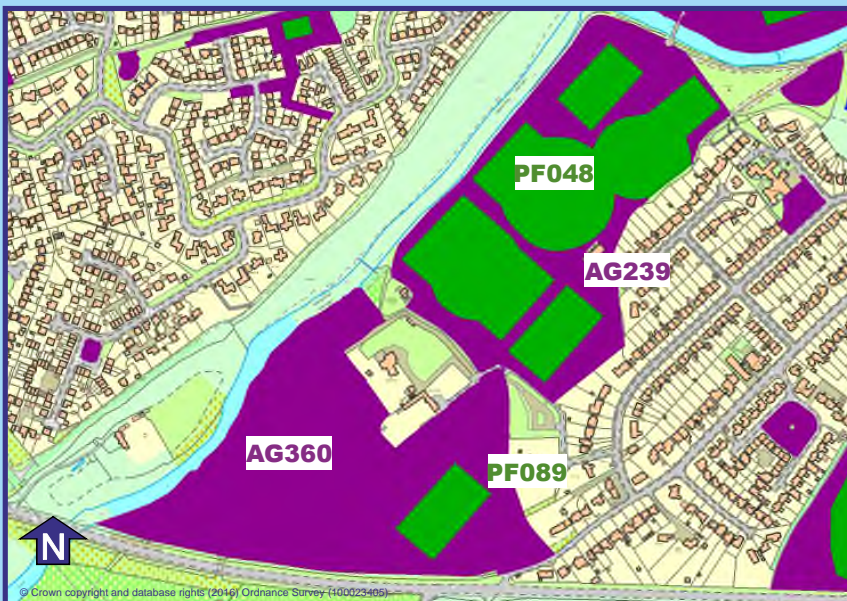 PF048
AG239
AG360
PF089
N
© Crown copyright and database rights (2016) Ordnance Survey (100023405)